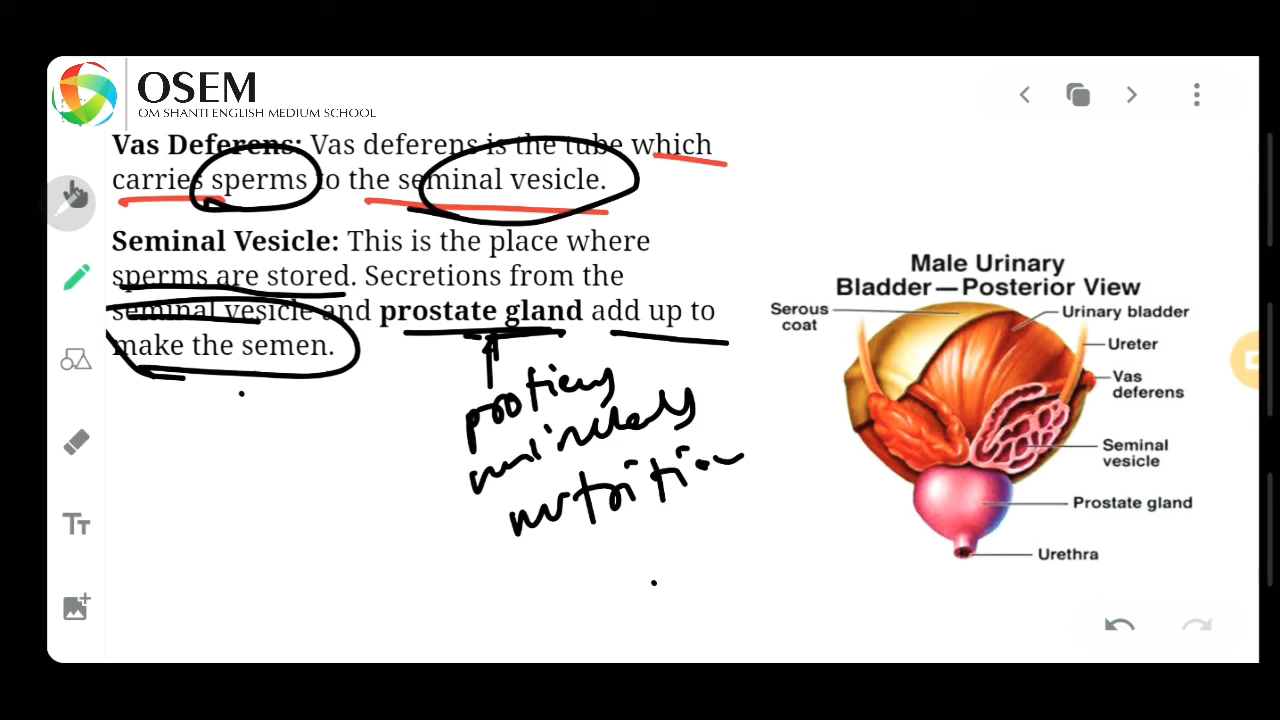 OSEM
OM SHANTI ENGLISH MEDIUM SCHOOL
Vas Deferens: Vas deferens is the tube which
carries sperms to the seminal vesicle.
Seminal Vesicle: This is the place where
sperms are stored. Secretions from the
seminal vesicle and prostate gland add up to
make the semen.
protiens
minerals
nutrition
Male Urinary
Bladder—Posterior View
Serous
coat
Urinary bladder
Ureter
Vas
deferens
Seminal
vesicle
Prostate gland
Urethra
TT